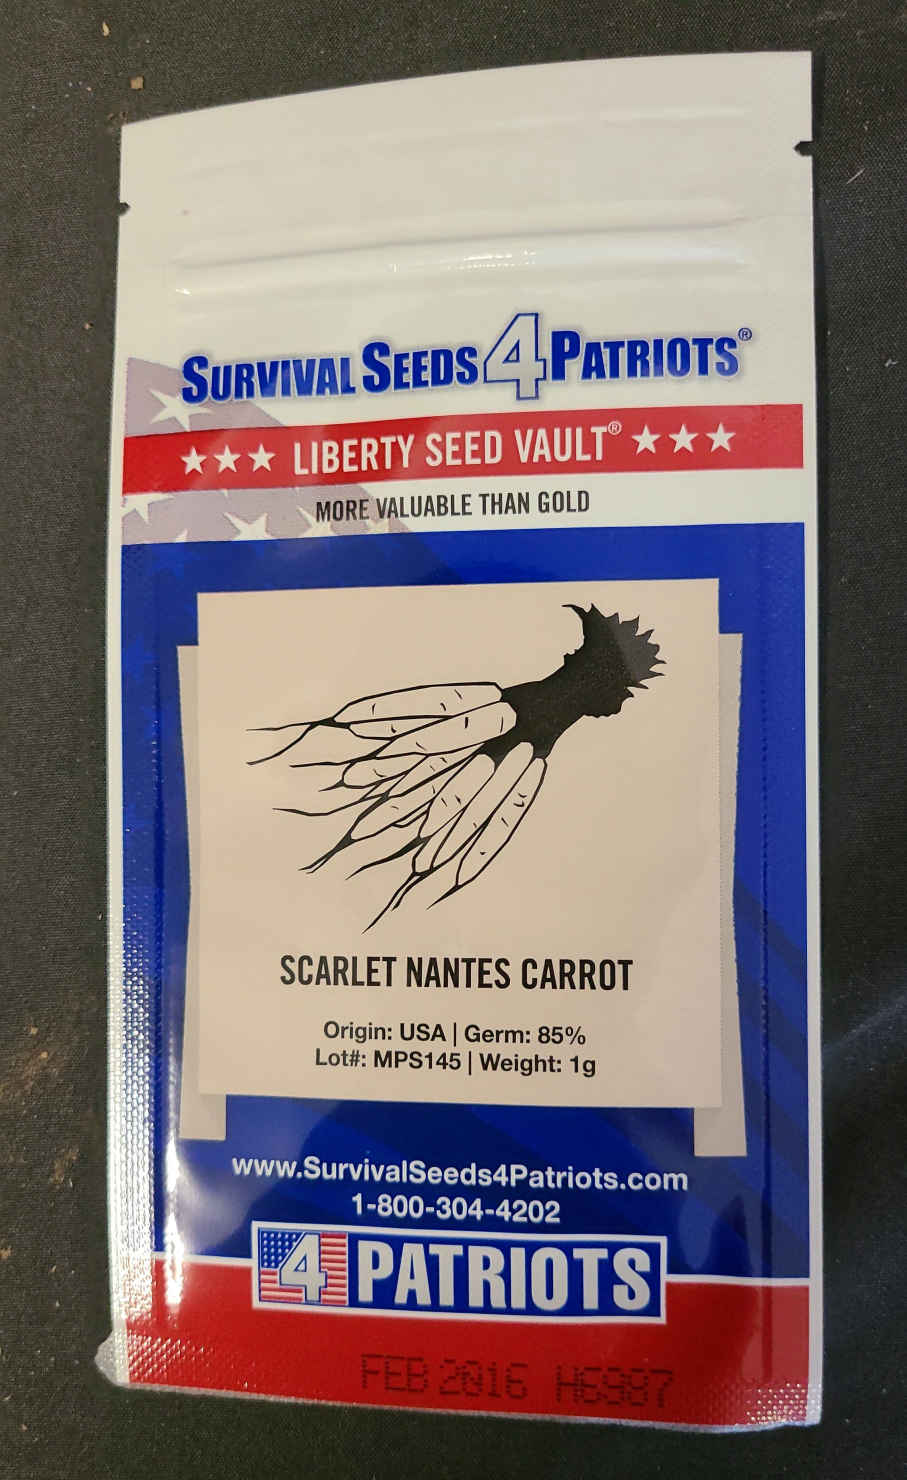 SURVIVAL SEEDS 4 PATRIOTS®
★★★ LIBERTY SEED VAULT® ★★★
MORE VALUABLE THAN GOLD
SCARLET NANTES CARROT
Origin: USA | Germ: 85%
Lot#: MPS145 | Weight: 1g
www.SurvivalSeeds4Patriots.com
1-800-304-4202
4 PATRIOTS
FEB 2016 H6987